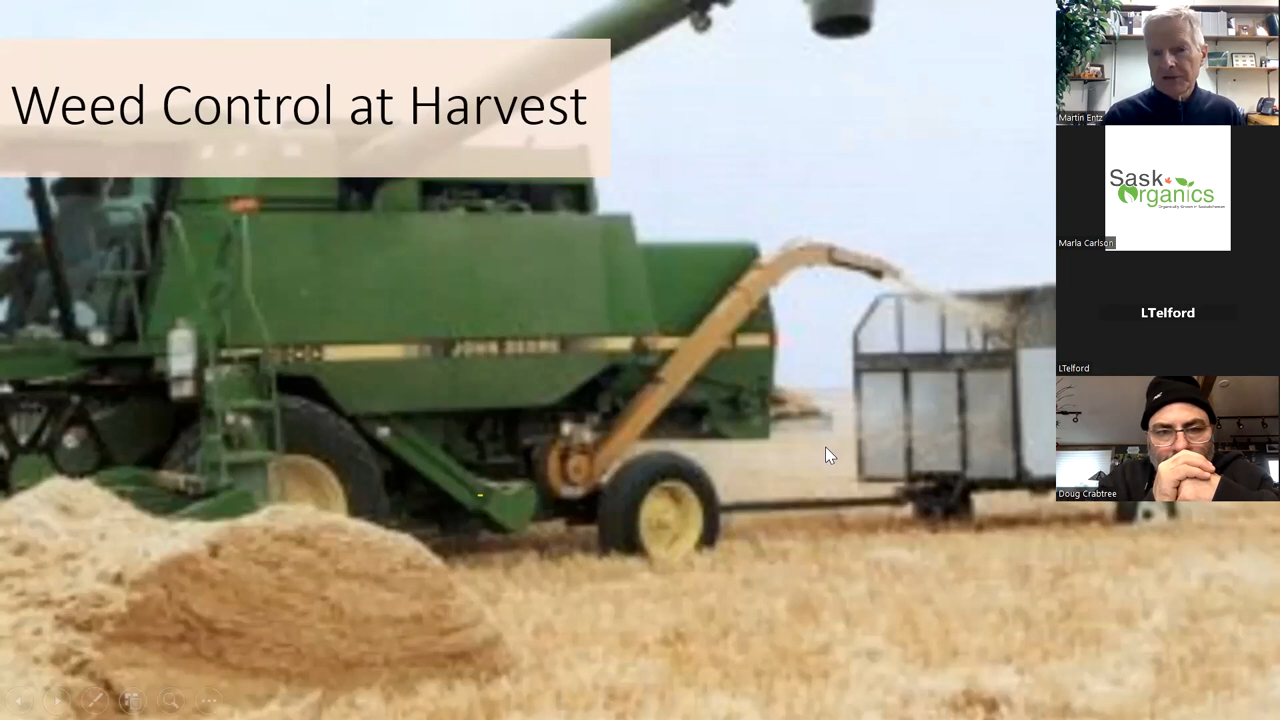 Weed Control at Harvest
JOHN DEERE
Martin Entz
Sask
Organics
Marla Carlson
LTelford
LTelford
Doug Crabtree